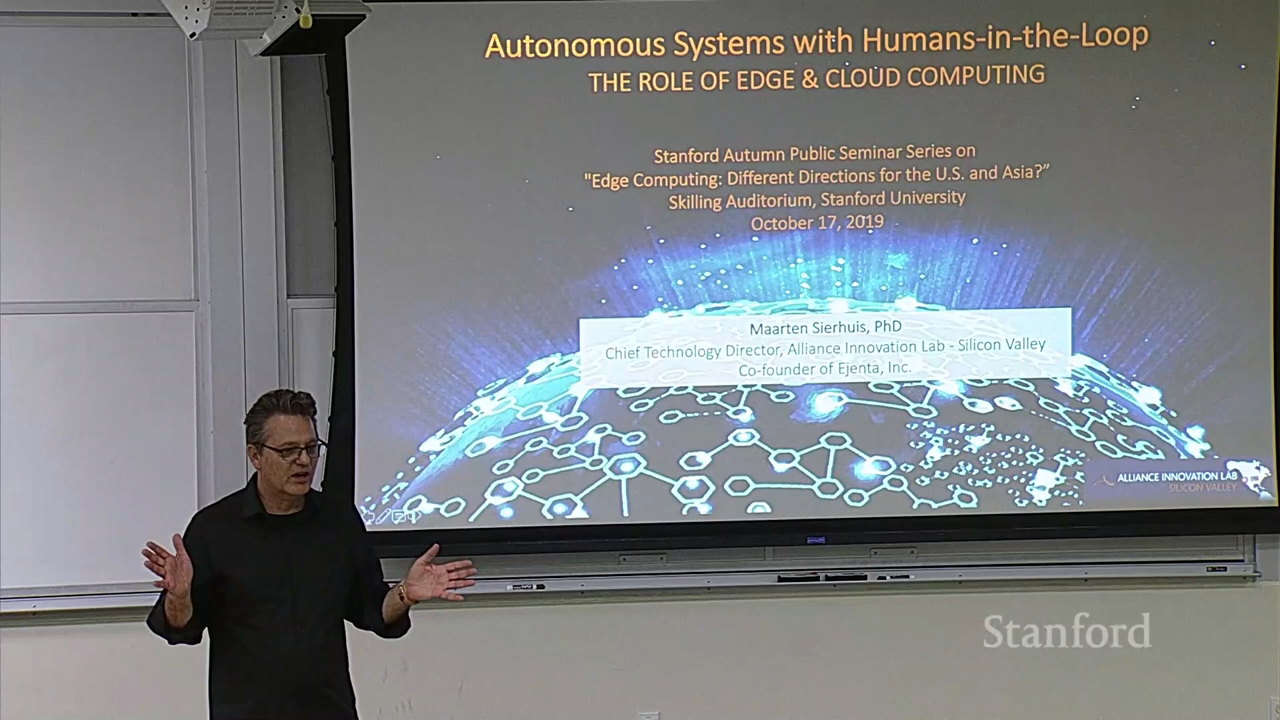 Autonomous Systems with Humans-in-the-Loop
THE ROLE OF EDGE & CLOUD COMPUTING
Stanford Autumn Public Seminar Series on
"Edge Computing: Different Directions for the U.S. and Asia?”
Skilling Auditorium, Stanford University
October 17, 2019
Maarten Sierhuis, PhD
Chief Technology Director, Alliance Innovation Lab - Silicon Valley
Co-founder of Ejenta, Inc.
ALLIANCE INNOVATION LAB
SILICON VALLEY
Stanford